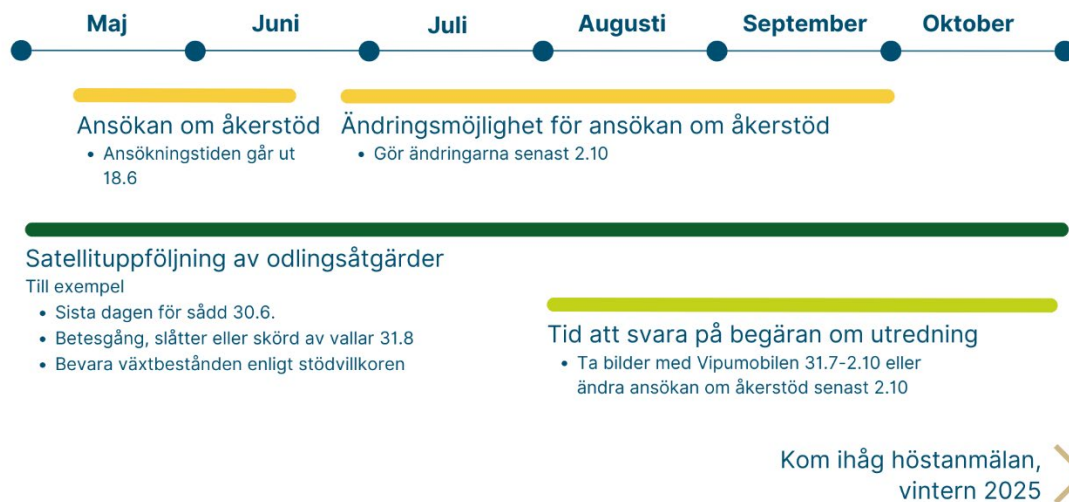 Maj
Juni
Juli
Augusti
September
Oktober
Ansökan om åkerstöd
• Ansökningstiden går ut
18.6
Ändringsmöjlighet för ansökan om åkerstöd
• Gör ändringarna senast 2.10
Satellituppföljning av odlingsåtgärder
Till exempel
• Sista dagen för sådd 30.6.
• Betesgång, slåtter eller skörd av vallar 31.8
• Bevara växtbestånden enligt stödvillkoren
Tid att svara på begäran om utredning
• Ta bilder med Vipumobilen 31.7-2.10 eller
ändra ansökan om åkerstöd senast 2.10
Kom ihåg höstanmälan,
vintern 2025